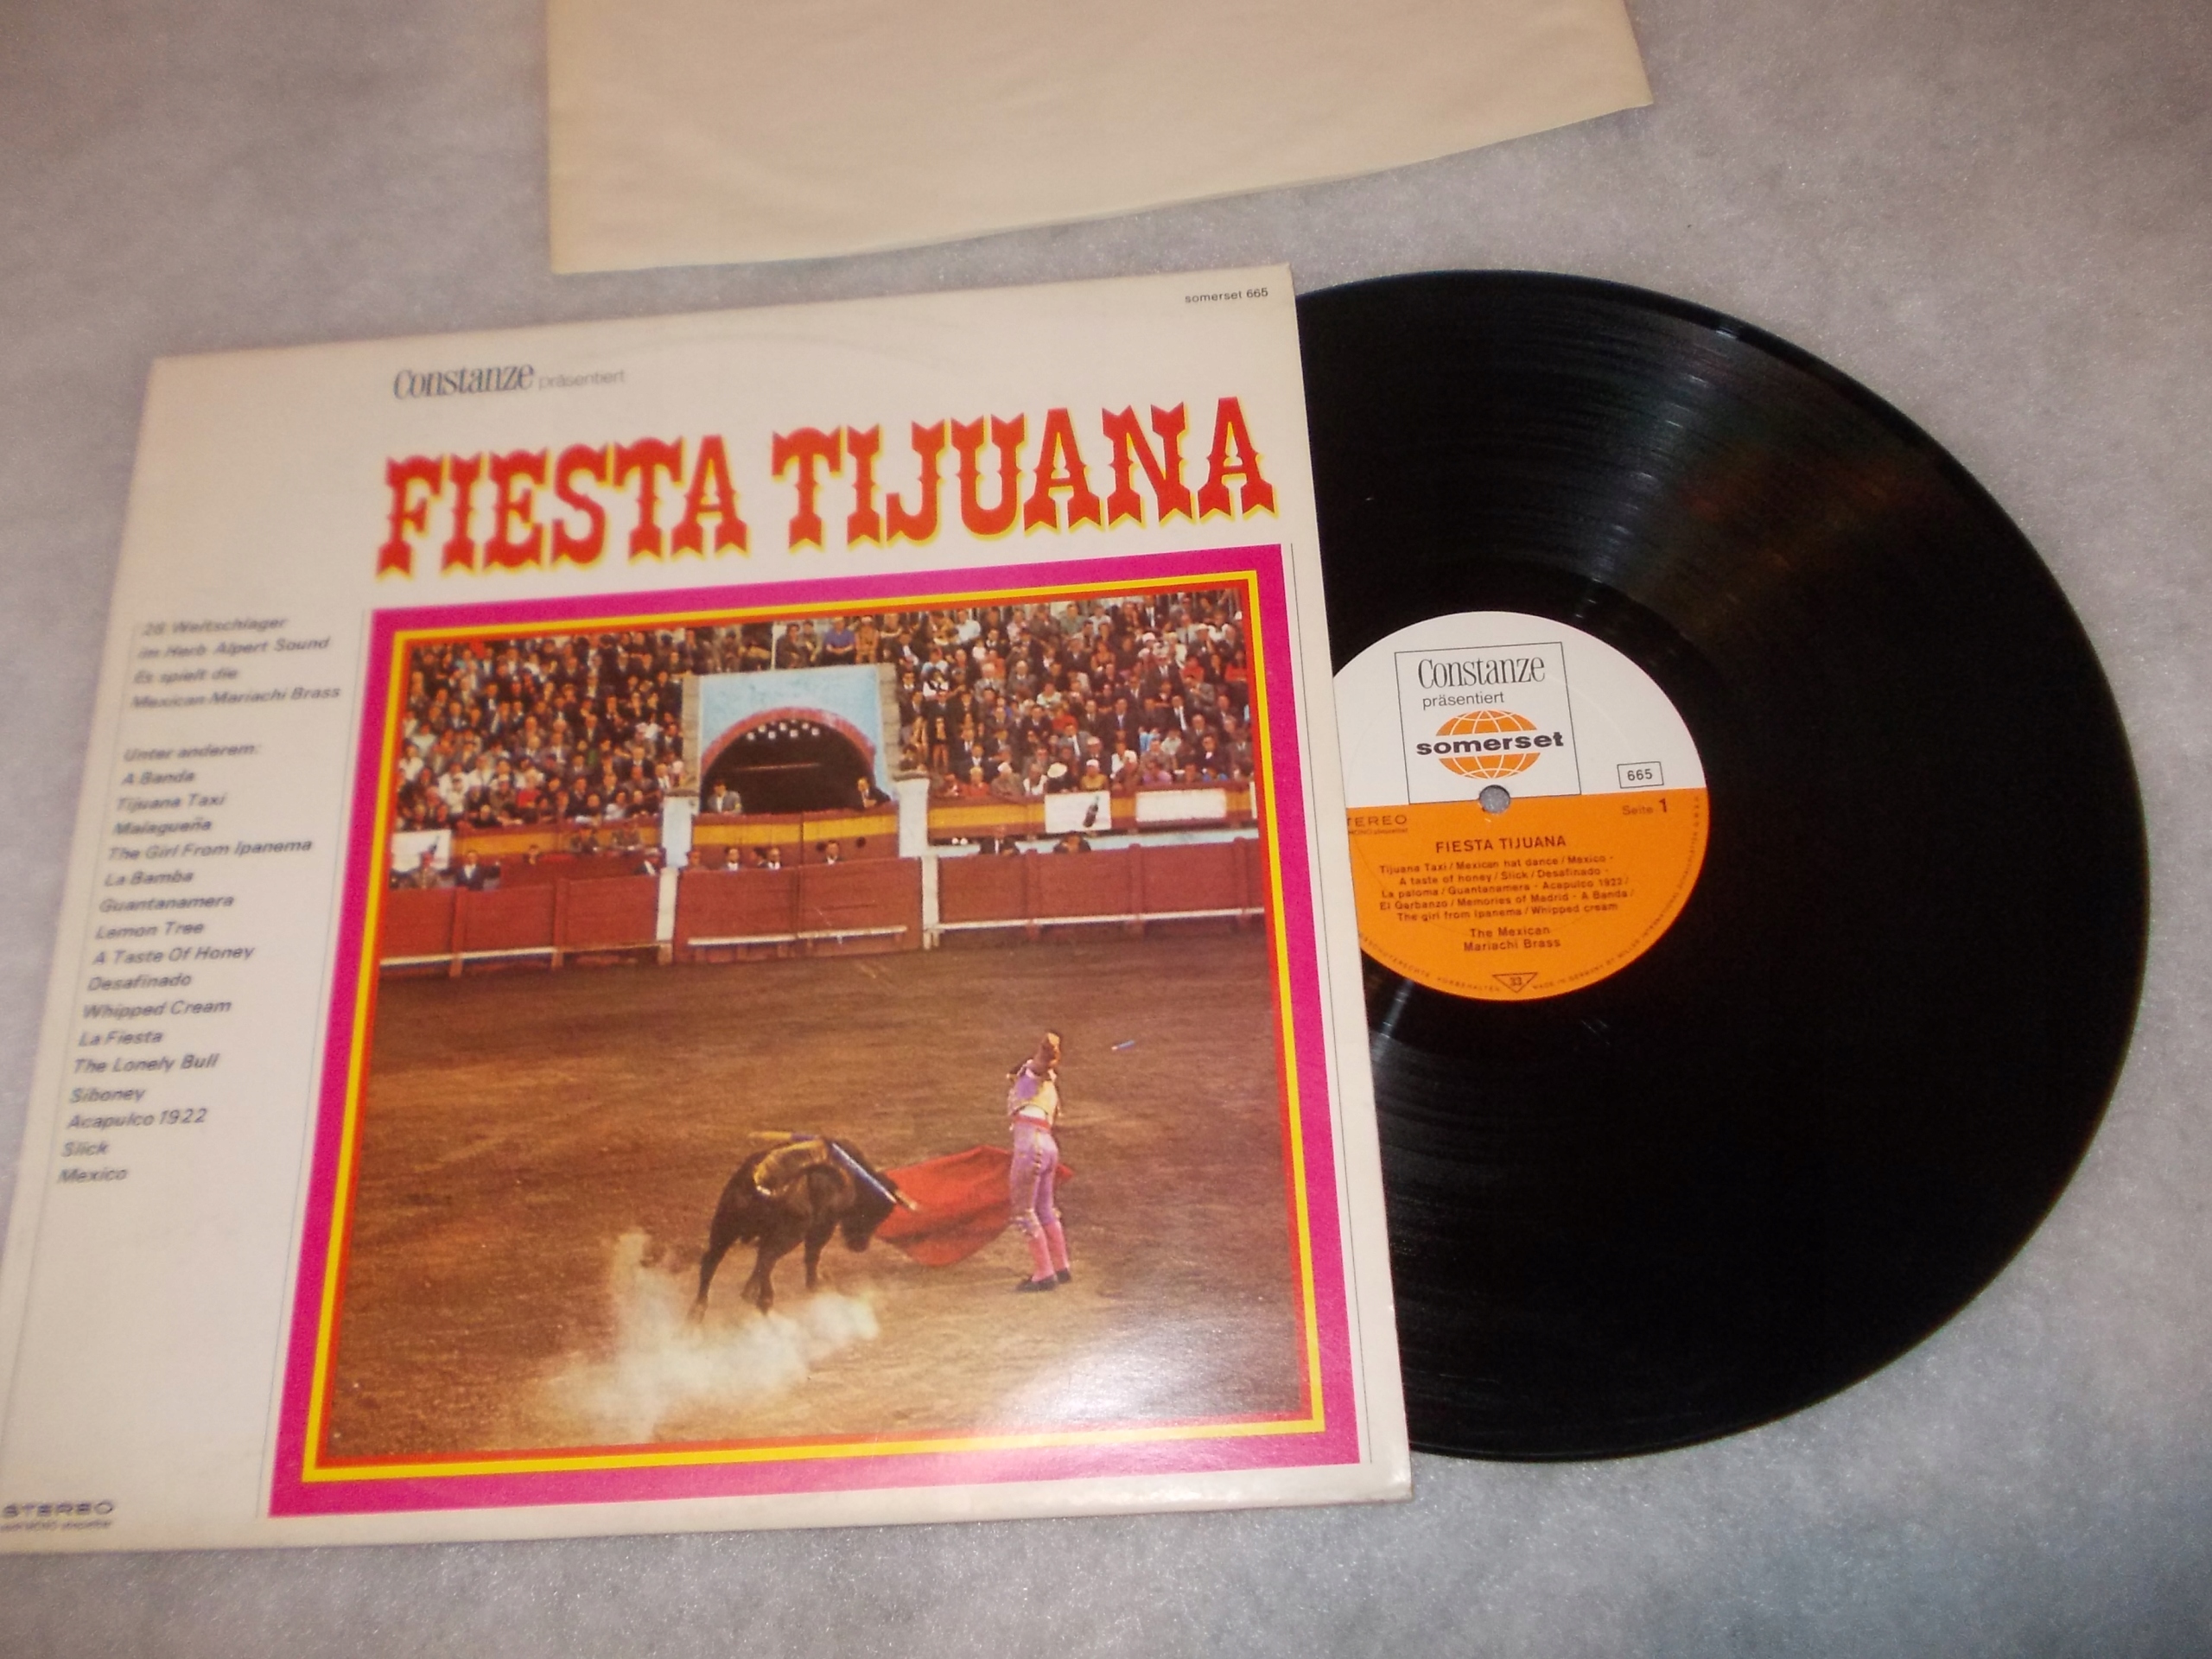 somerset 665
Constanze präsentiert
FIESTA TIJUANA
28 Weltschlager
im Herb Alpert Sound
Es spielt die
Mexican Mariachi Brass
Unter anderem:
A Banda
Tijuana Taxi
Malagueña
The Girl From Ipanema
La Bamba
Guantanamera
Lemon Tree
A Taste Of Honey
Desafinado
Whipped Cream
La Fiesta
The Lonely Bull
Siboney
Acapulco 1922
Slick
Mexico
STEREO
Constanze
präsentiert
somerset
665
TEREO
Seite 1
FIESTA TIJUANA
Tijuana Taxi / Mexican hat dance / Mexico -
A taste of honey / Slick / Desafinado -
La paloma / Guantanamera - Acapulco 1922 /
El Garbanzo / Memories of Madrid - A Banda /
The girl from Ipanema / Whipped cream
The Mexican
Mariachi Brass
33